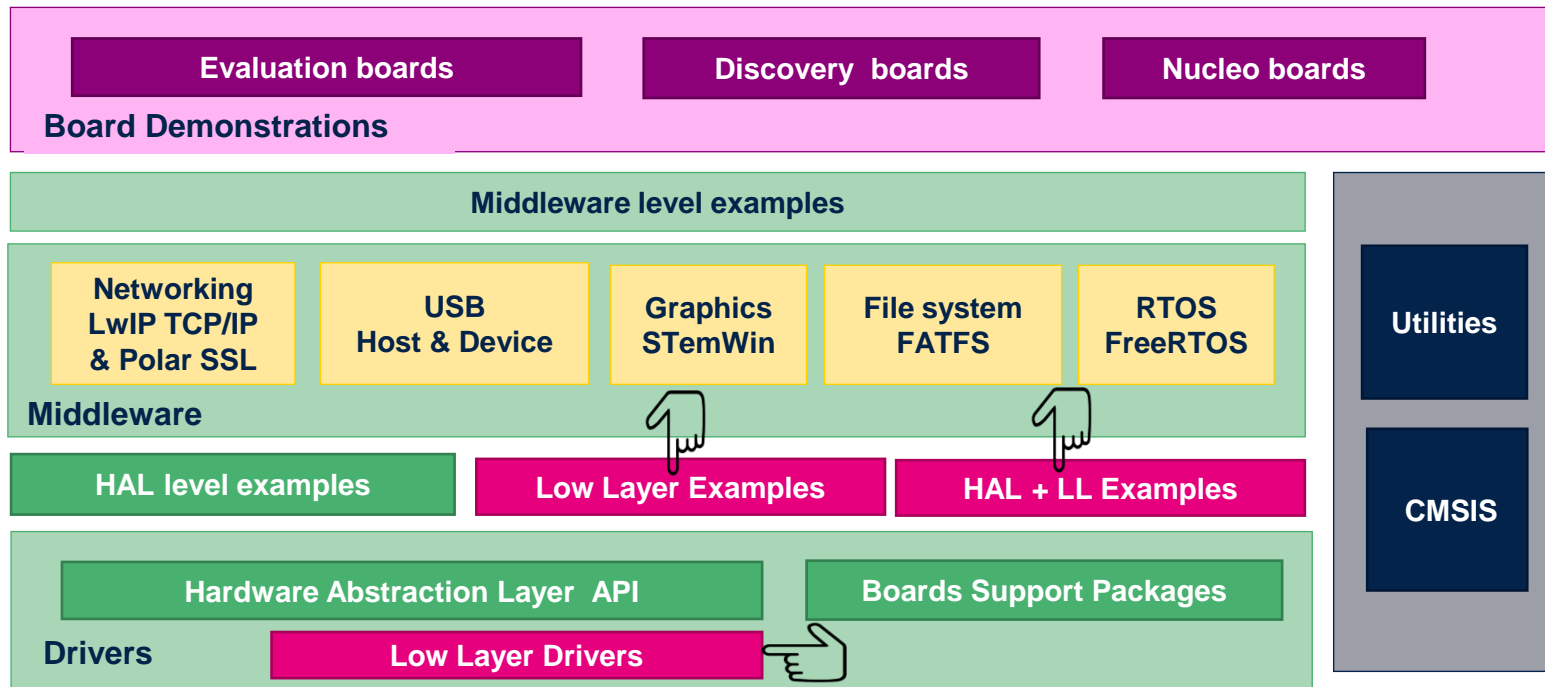 Evaluation boards
Discovery boards
Nucleo boards
Board Demonstrations
Middleware level examples
Networking
LwIP TCP/IP
& Polar SSL
USB
Host & Device
Graphics
STemWin
File system
FATFS
RTOS
FreeRTOS
Middleware
Utilities
HAL level examples
Low Layer Examples
HAL + LL Examples
CMSIS
Hardware Abstraction Layer API
Boards Support Packages
Drivers
Low Layer Drivers